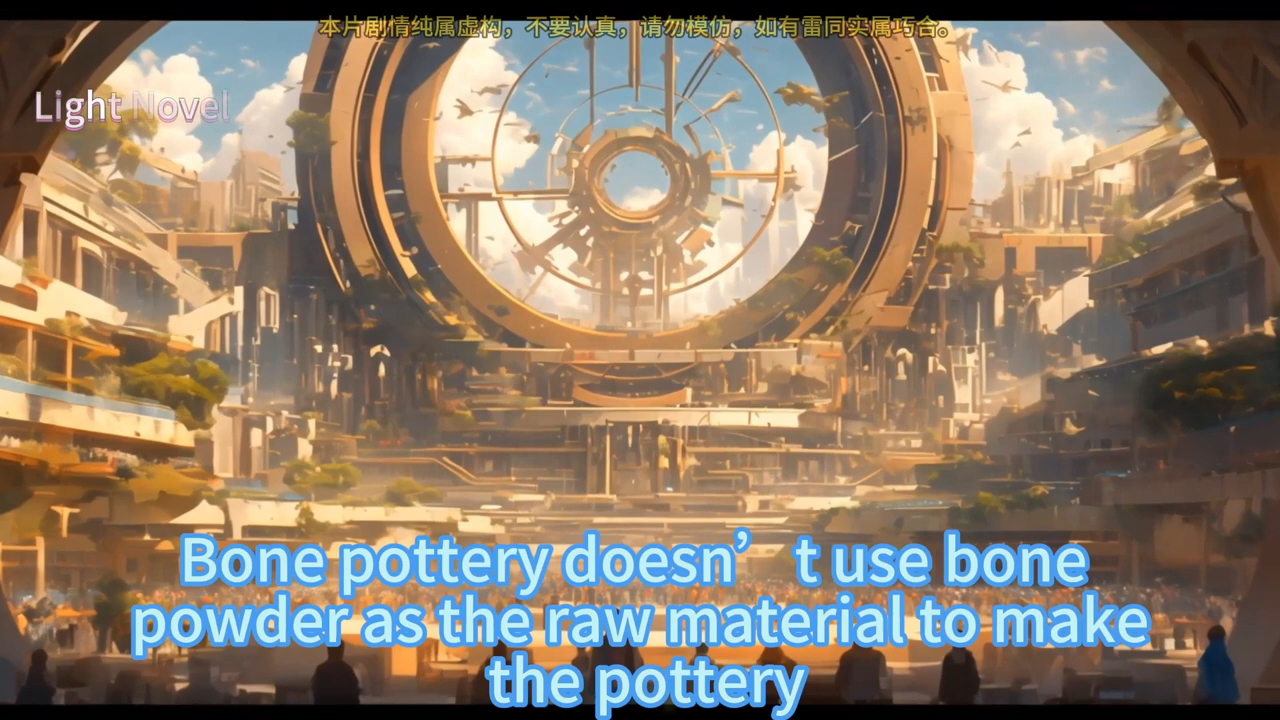 本片剧情纯属虚构，不要认真，请勿模仿，如有雷同实属巧合。
Light Novel
Bone pottery doesn’ t use bone
powder as the raw material to make
the pottery